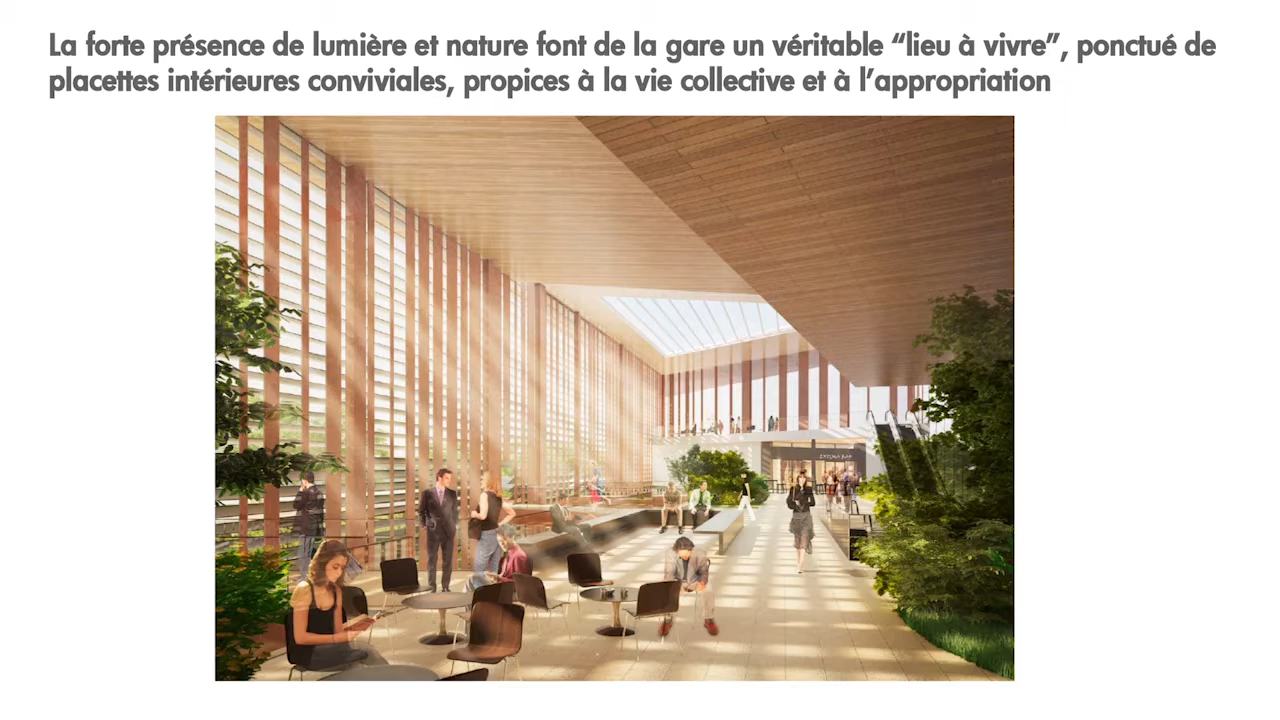 La forte présence de lumière et nature font de la gare un véritable “lieu à vivre”, ponctué de
placettes intérieures conviviales, propices à la vie collective et à l’appropriation